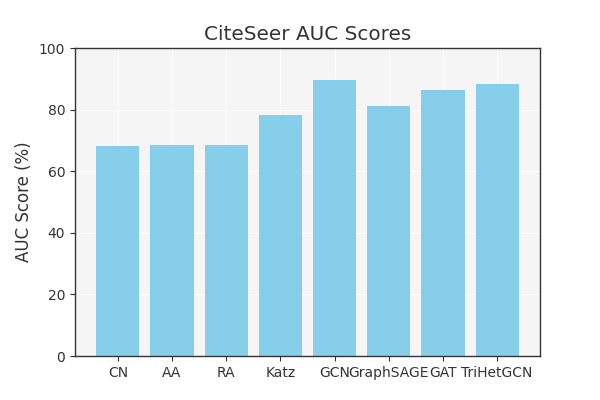 CiteSeer AUC Scores
AUC Score (%)
100
80
60
40
20
0
CN AA RA Katz GCN GraphSAGE GAT TriHetGCN